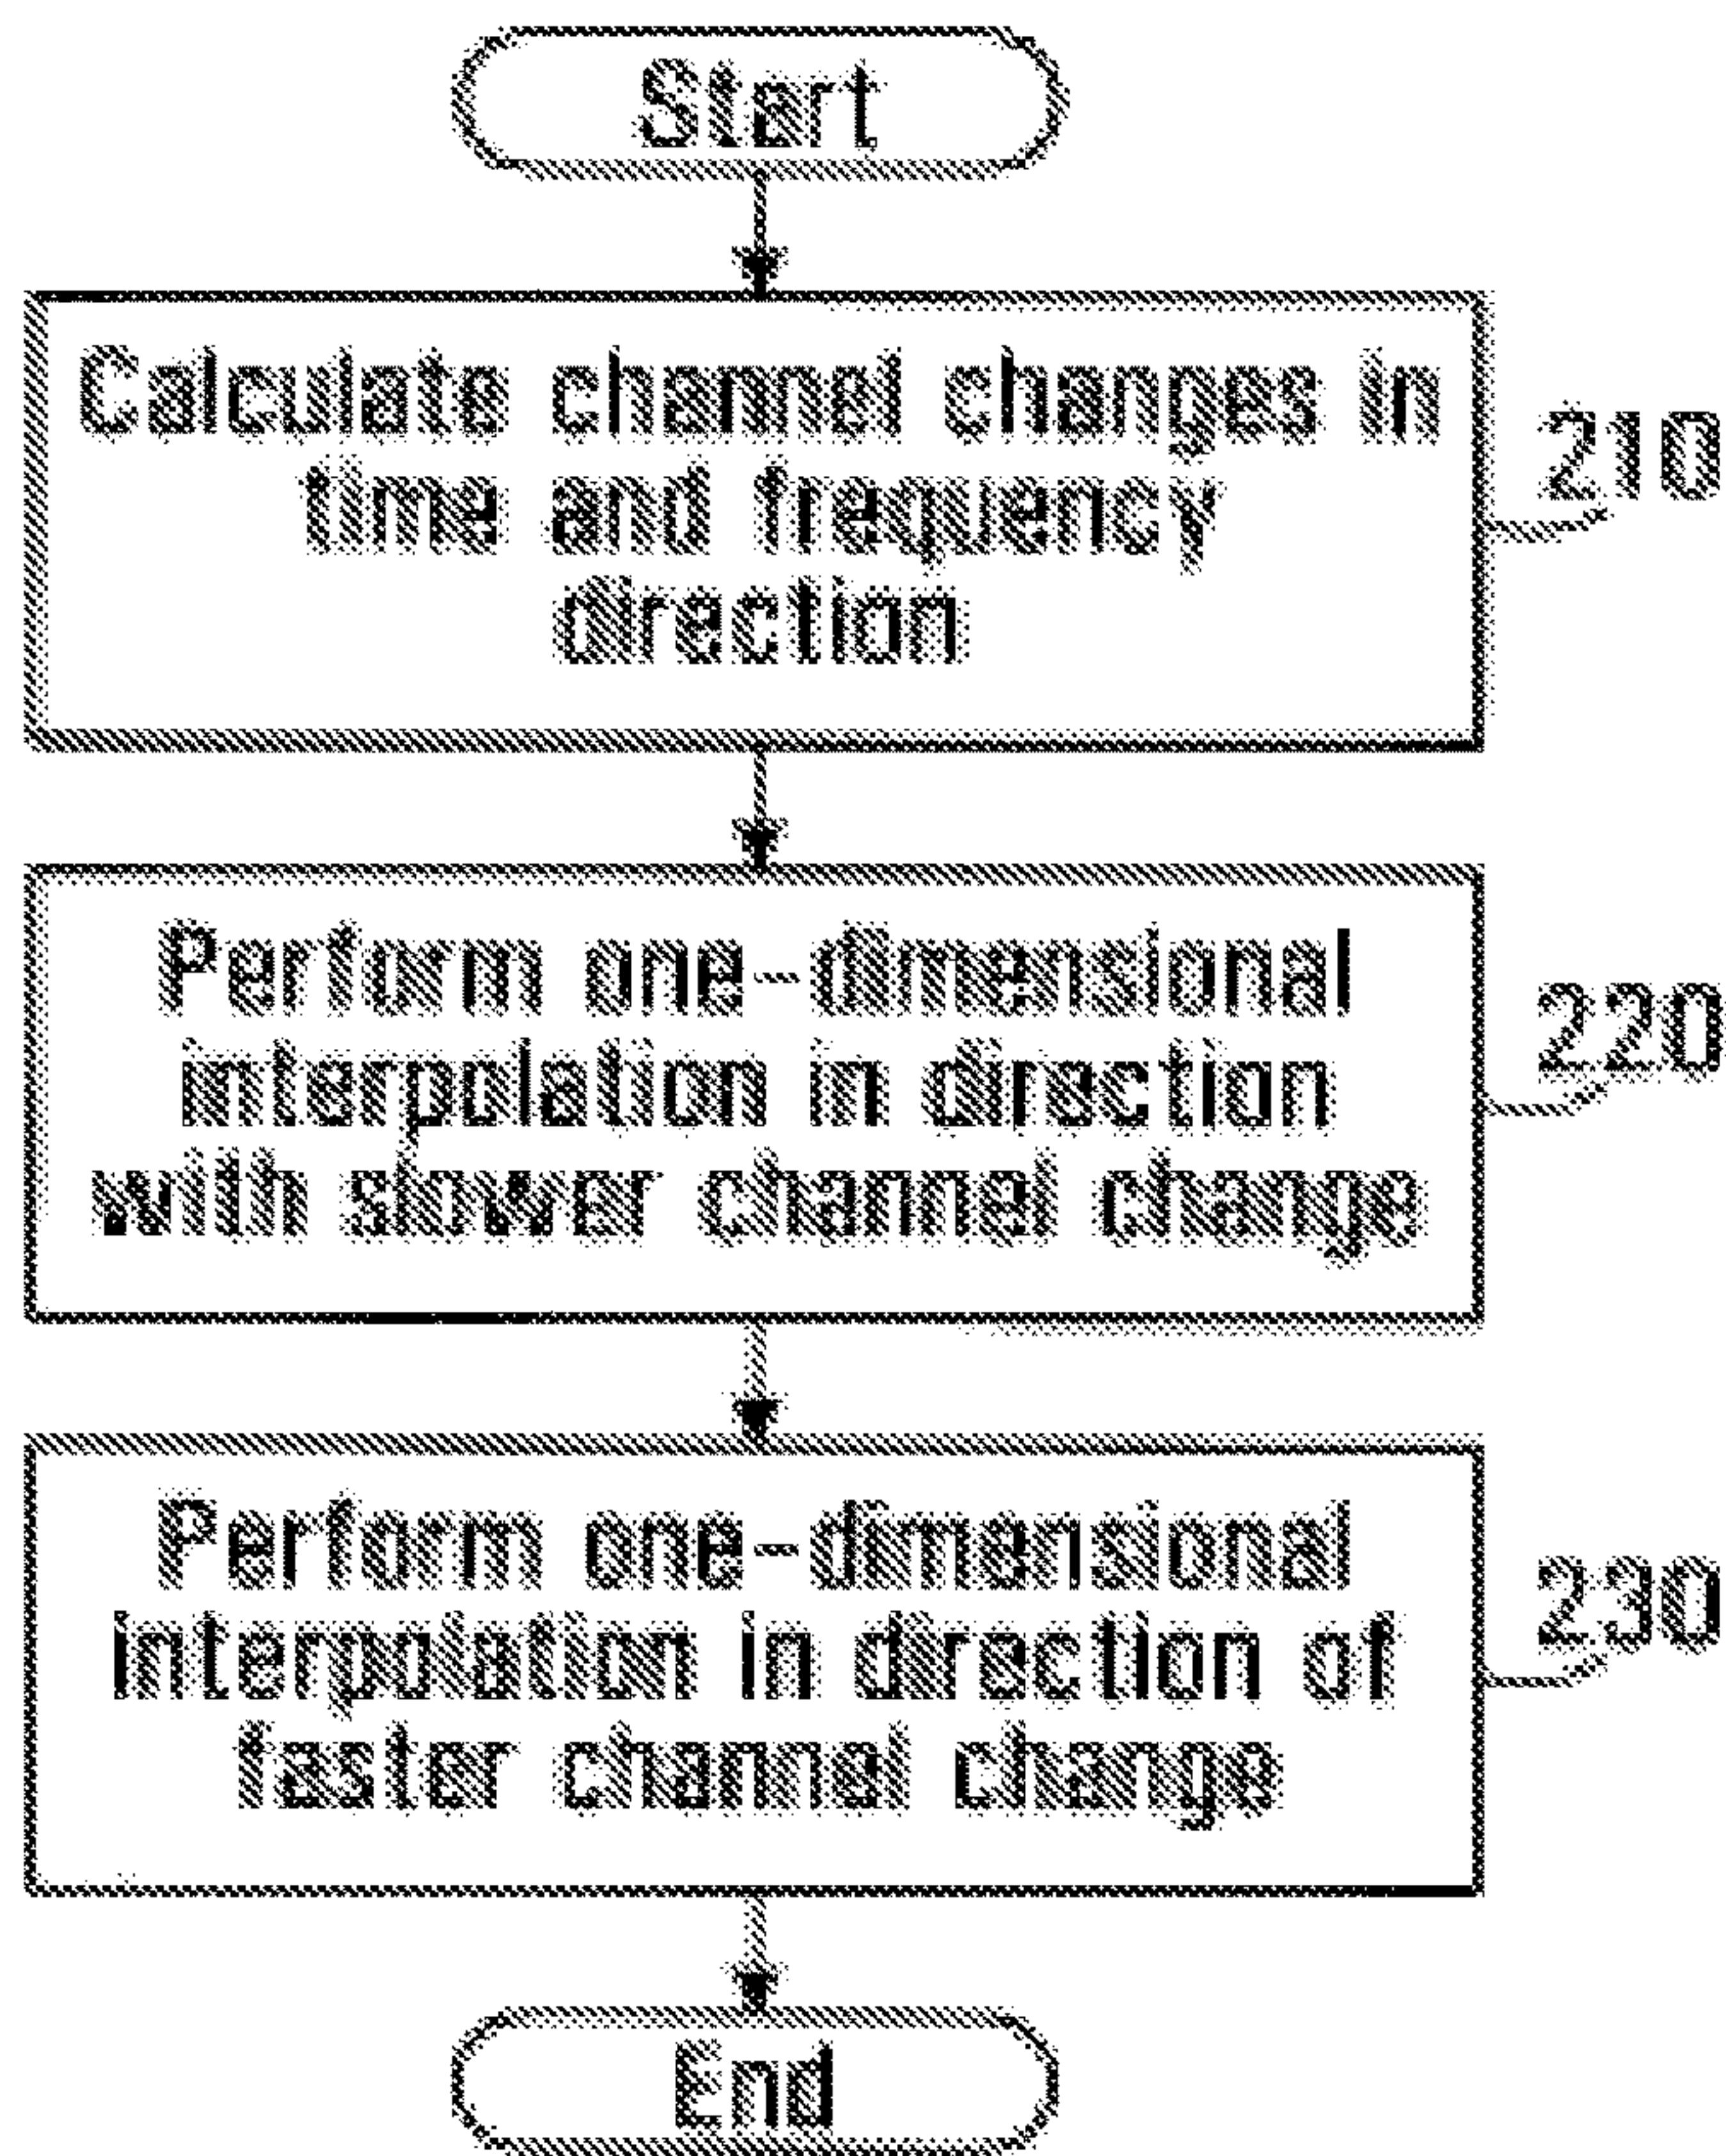 Start
Calculate channel changes in
time and frequency
direction
210
Perform one-dimensional
interpolation in direction
with slower channel change
220
Perform one-dimensional
interpolation in direction of
faster channel change
230
End